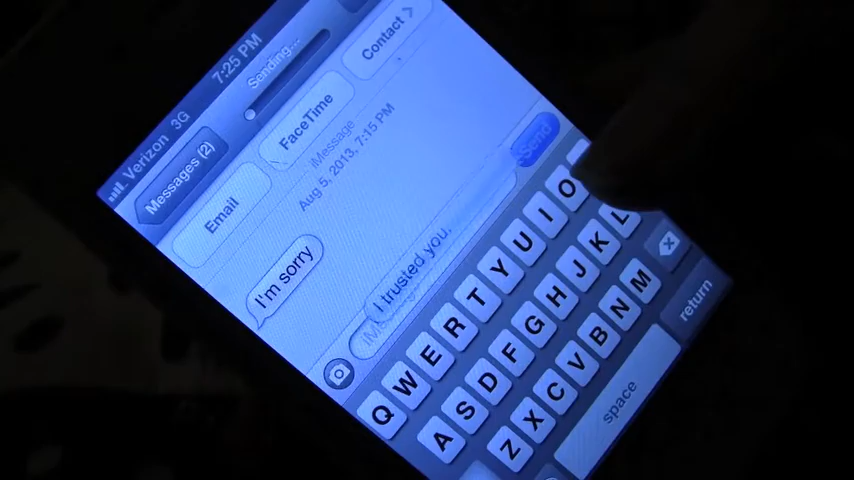 Verizon 3G 7:25 PM
Messages (2) Sending...
Email FaceTime Contact >
iMessage
Aug 5, 2013, 7:15 PM
I'm sorry
I trusted you.
Send
Q W E R T Y U I O
A S D F G H J K L
Z X C V B N M
space return